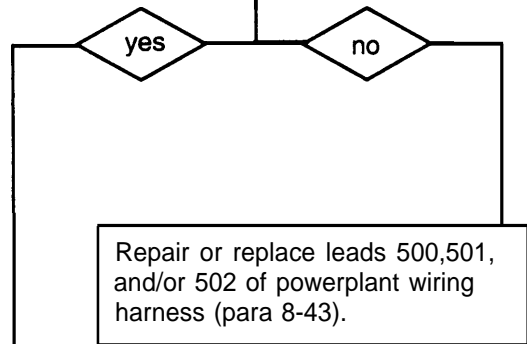 yes no
Repair or replace leads 500,501,
and/or 502 of powerplant wiring
harness (para 8-43).